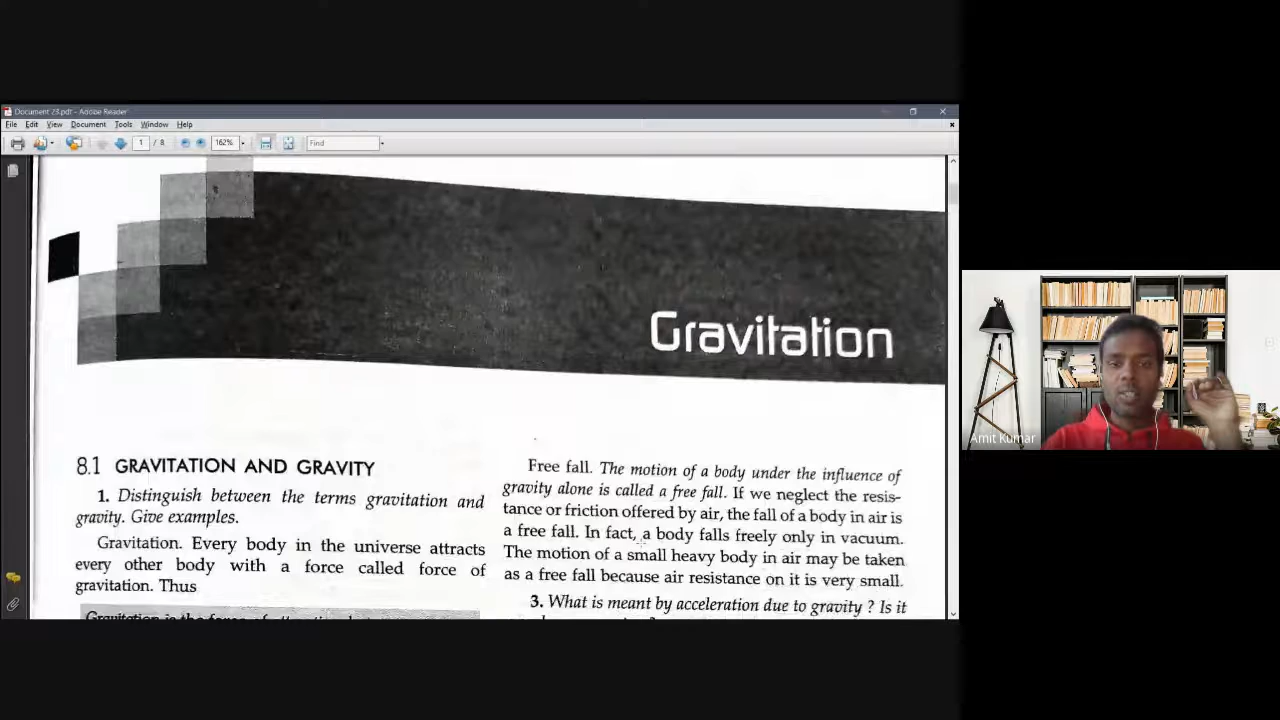 Document 23.pdf - Adobe Reader
File Edit View Document Tools Window Help
1 / 8 162% Find
Gravitation
8.1 GRAVITATION AND GRAVITY
1. Distinguish between the terms gravitation and
gravity. Give examples.
Gravitation. Every body in the universe attracts
every other body with a force called force of
gravitation. Thus
Gravitation is the force of
Free fall. The motion of a body under the influence of
gravity alone is called a free fall. If we neglect the resis-
tance or friction offered by air, the fall of a body in air is
a free fall. In fact, a body falls freely only in vacuum.
The motion of a small heavy body in air may be taken
as a free fall because air resistance on it is very small.
3. What is meant by acceleration due to gravity ? Is it
Amit Kumar